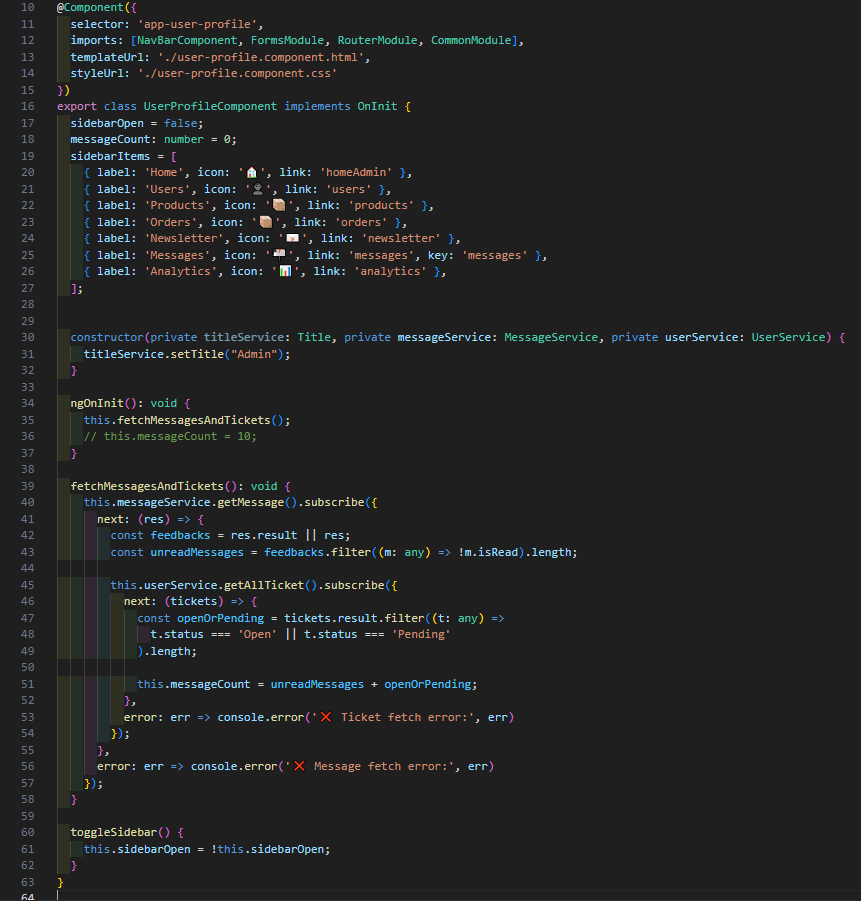 10 @Component({
11   selector: 'app-user-profile',
12   imports: [NavBarComponent, FormsModule, RouterModule, CommonModule],
13   templateUrl: './user-profile.component.html',
14   styleUrl: './user-profile.component.css'
15 })
16 export class UserProfileComponent implements OnInit {
17   sidebarOpen = false;
18   messageCount: number = 0;
19   sidebarItems = [
20     { label: 'Home', icon: '🏠', link: 'homeAdmin' },
21     { label: 'Users', icon: '👤', link: 'users' },
22     { label: 'Products', icon: '📦', link: 'products' },
23     { label: 'Orders', icon: '📦', link: 'orders' },
24     { label: 'Newsletter', icon: '📧', link: 'newsletter' },
25     { label: 'Messages', icon: '📨', link: 'messages', key: 'messages' },
26     { label: 'Analytics', icon: '📊', link: 'analytics' },
27   ];
28
29
30   constructor(private titleService: Title, private messageService: MessageService, private userService: UserService) {
31     titleService.setTitle("Admin");
32   }
33
34   ngOnInit(): void {
35     this.fetchMessagesAndTickets();
36     // this.messageCount = 10;
37   }
38
39   fetchMessagesAndTickets(): void {
40     this.messageService.getMessage().subscribe({
41       next: (res) => {
42         const feedbacks = res.result || res;
43         const unreadMessages = feedbacks.filter((m: any) => !m.isRead).length;
44
45         this.userService.getAllTicket().subscribe({
46           next: (tickets) => {
47             const openOrPending = tickets.result.filter((t: any) =>
48               t.status === 'Open' || t.status === 'Pending'
49             ).length;
50
51             this.messageCount = unreadMessages + openOrPending;
52           },
53           error: err => console.error('❌ Ticket fetch error:', err)
54         });
55       },
56       error: err => console.error('❌ Message fetch error:', err)
57     });
58   }
59
60   toggleSidebar() {
61     this.sidebarOpen = !this.sidebarOpen;
62   }
63 }
64